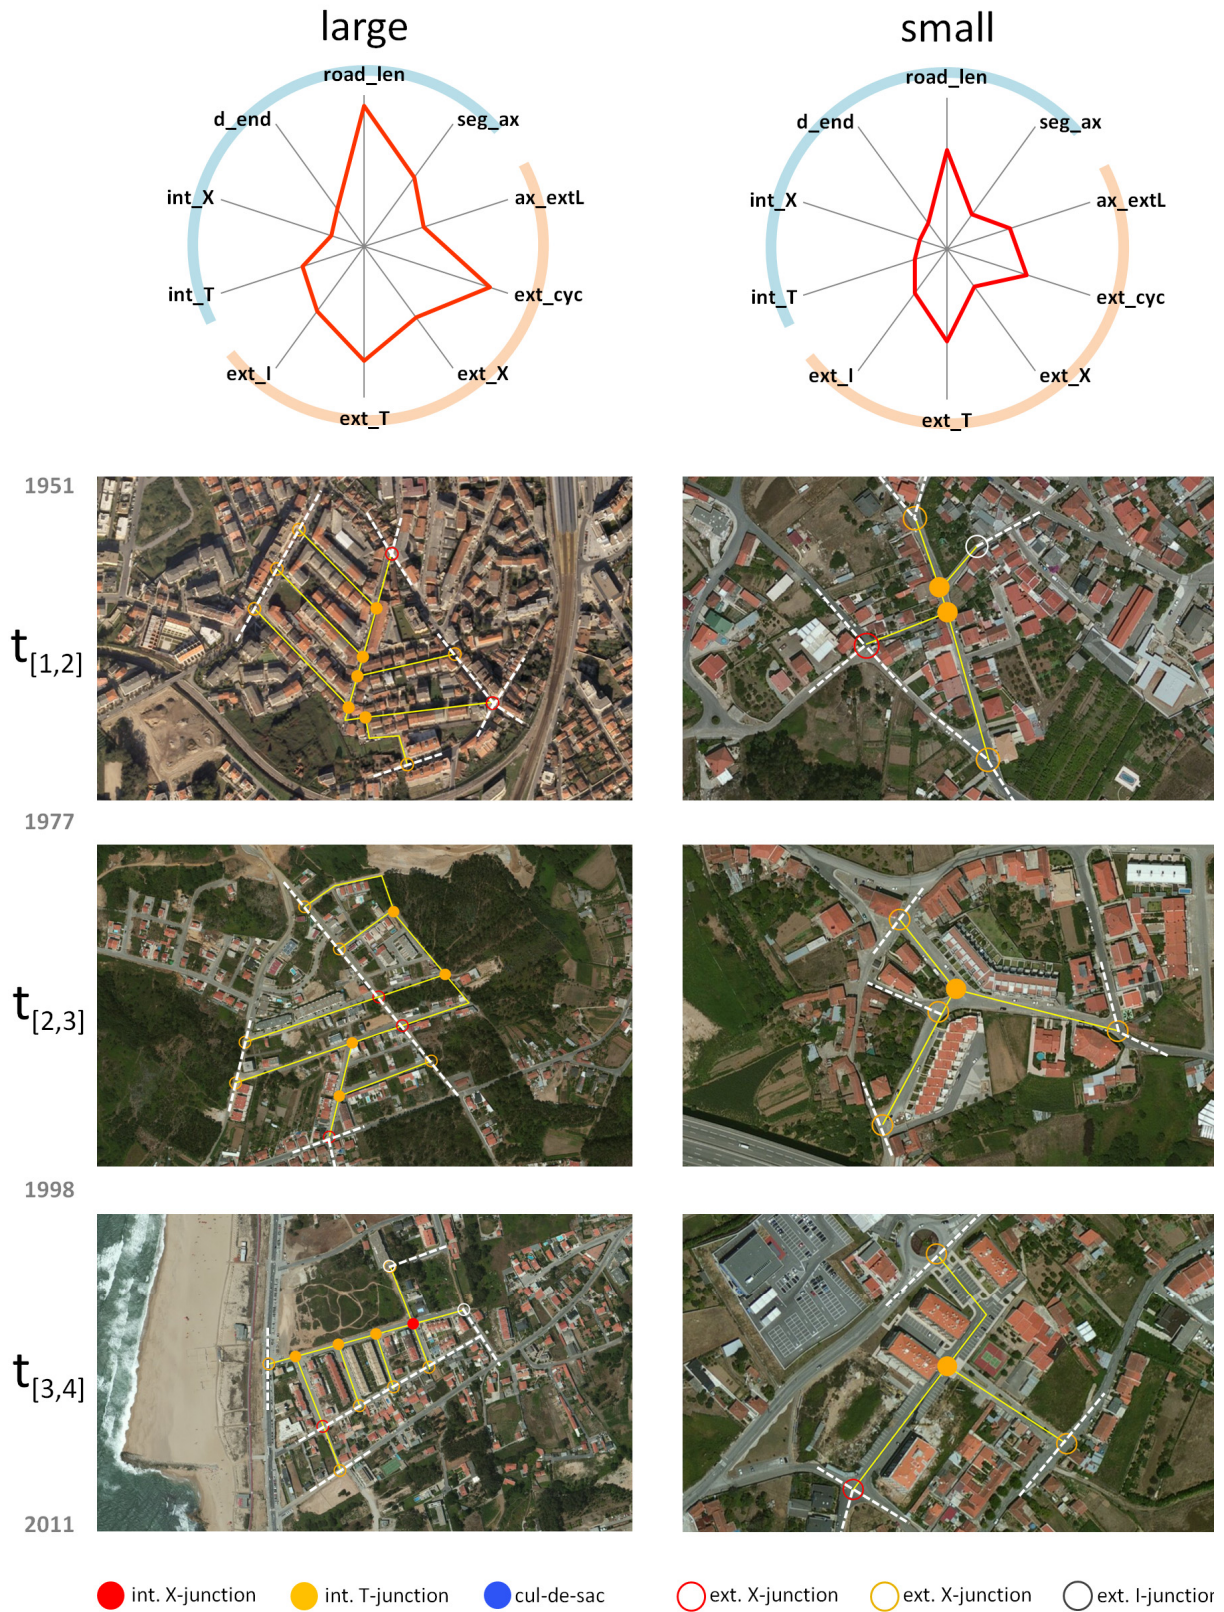 large small
road_len road_len
d_end seg_ax d_end seg_ax
int_X ax_extL int_X ax_extL
int_T ext_cyc int_T ext_cyc
ext_I ext_X ext_I ext_X
ext_T ext_T
1951
t[1,2]
1977
t[2,3]
1998
t[3,4]
2011
int. X-junction int. T-junction cul-de-sac ext. X-junction ext. X-junction ext. I-junction